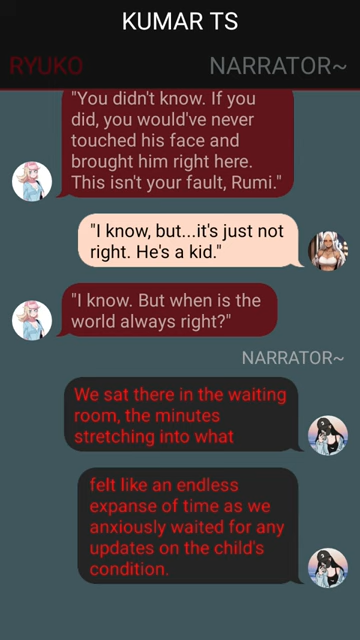 KUMAR TS
RYUKO
NARRATOR~
"You didn't know. If you
did, you would've never
touched his face and
brought him right here.
This isn't your fault, Rumi."
"I know, but...it's just not
right. He's a kid."
"I know. But when is the
world always right?"
NARRATOR~
We sat there in the waiting
room, the minutes
stretching into what
felt like an endless
expanse of time as we
anxiously waited for any
updates on the child's
condition.